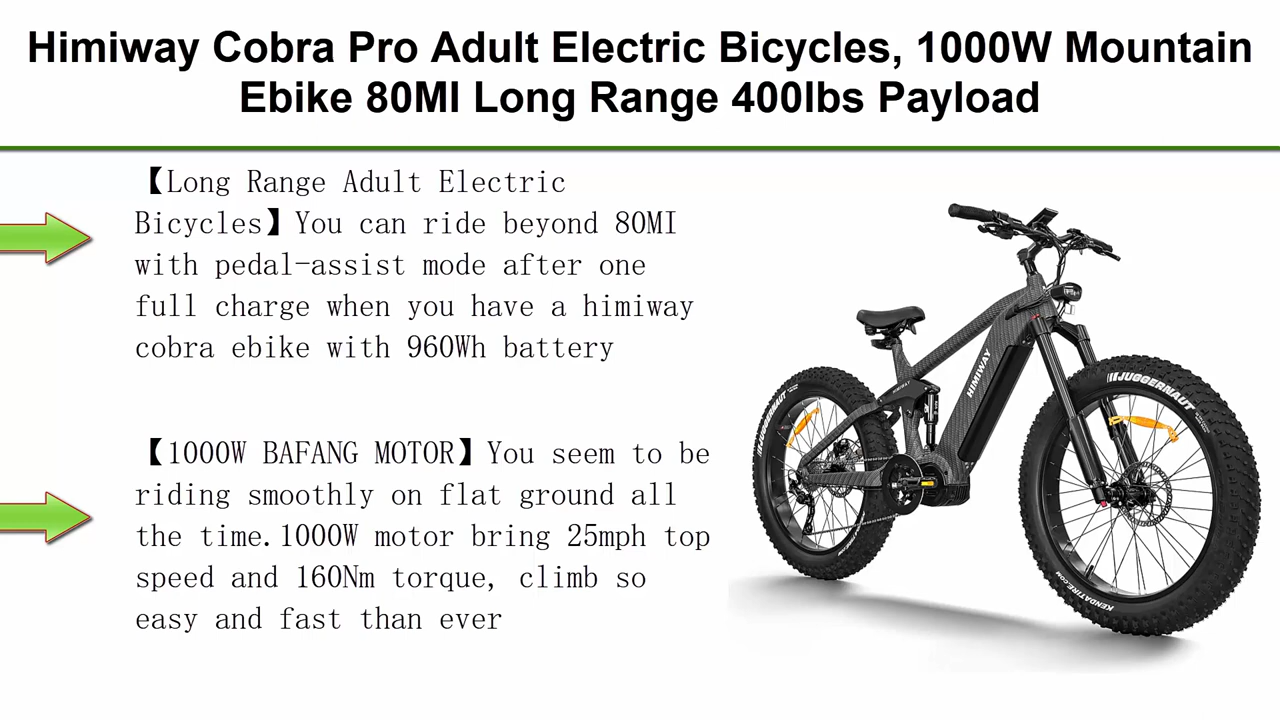 Himiway Cobra Pro Adult Electric Bicycles, 1000W Mountain
Ebike 80MI Long Range 400lbs Payload
【Long Range Adult Electric
Bicycles】You can ride beyond 80MI
with pedal-assist mode after one
full charge when you have a himiway
cobra ebike with 960Wh battery
【1000W BAFANG MOTOR】You seem to be
riding smoothly on flat ground all
the time.1000W motor bring 25mph top
speed and 160Nm torque, climb so
easy and fast than ever
HIMIWAY
HIMIWAY
JUGGERNAUT
JUGGERNAUT
KENDATIRE.COM